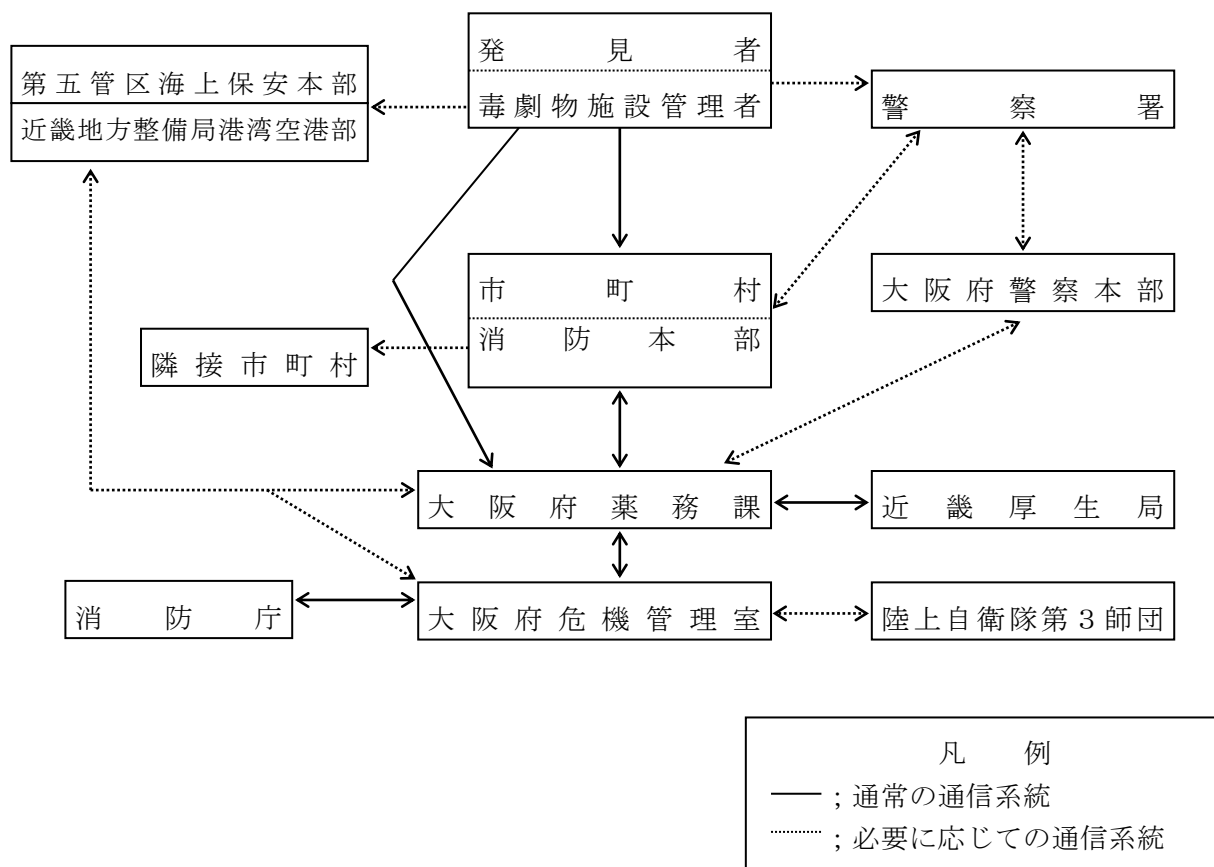 発見者
毒劇物施設管理者
第五管区海上保安本部
近畿地方整備局港湾空港部
警察署
市町村
消防本部
大阪府警察本部
隣接市町村
大阪府薬務課
近畿厚生局
消防庁
大阪府危機管理室
陸上自衛隊第3師団
凡例
；通常の通信系統
；必要に応じての通信系統